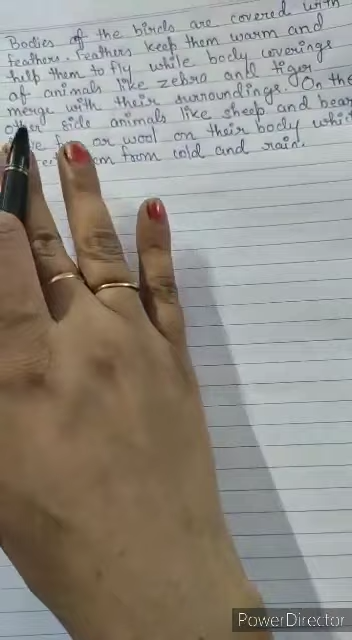 Bodies of the birds are covered with
feathers. Feathers keep them warm and
help them to fly while body coverings
of animals like zebra and tiger
merge with their surroundings. On the
other side animals like sheep and bear
or wool on their body
from cold and rain.
PowerDirector